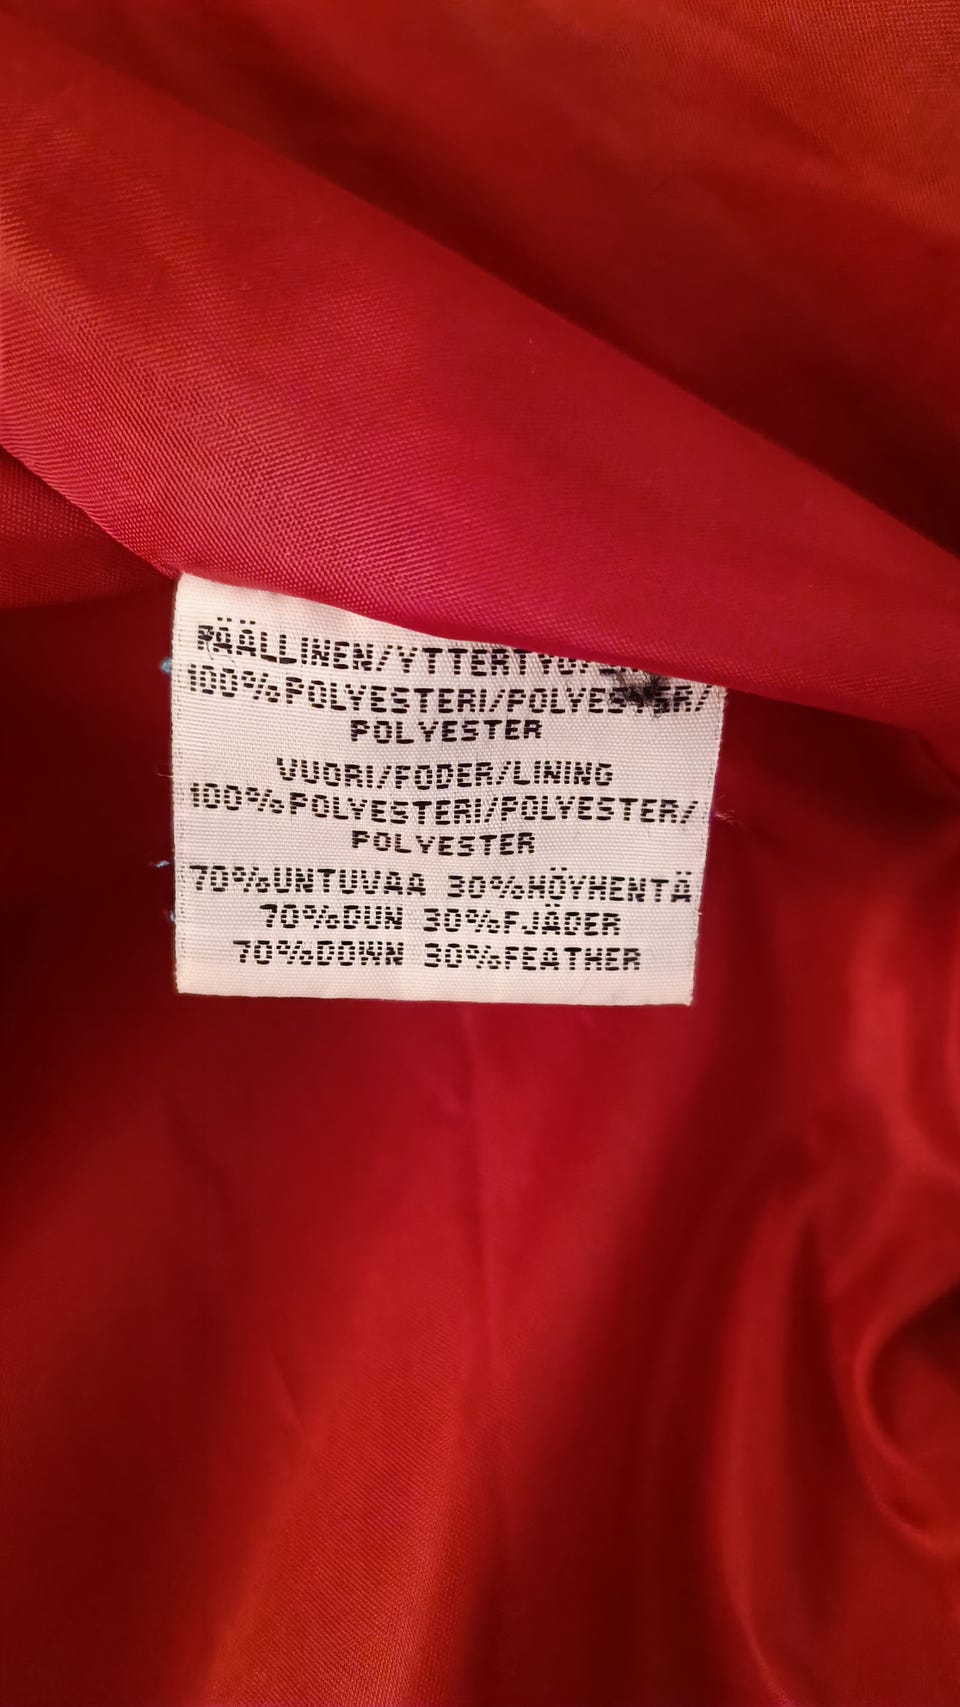 PÄÄLLINEN/
100%POLYESTERI/POLYESTER/
POLYESTER
VUORI/FODER/LINING
100%POLYESTERI/POLYESTER/
POLYESTER
70%UNTUVAA 30%HÖYHENTÄ
70%DUN 30%FJÄDER
70%DOWN 30%FEATHER